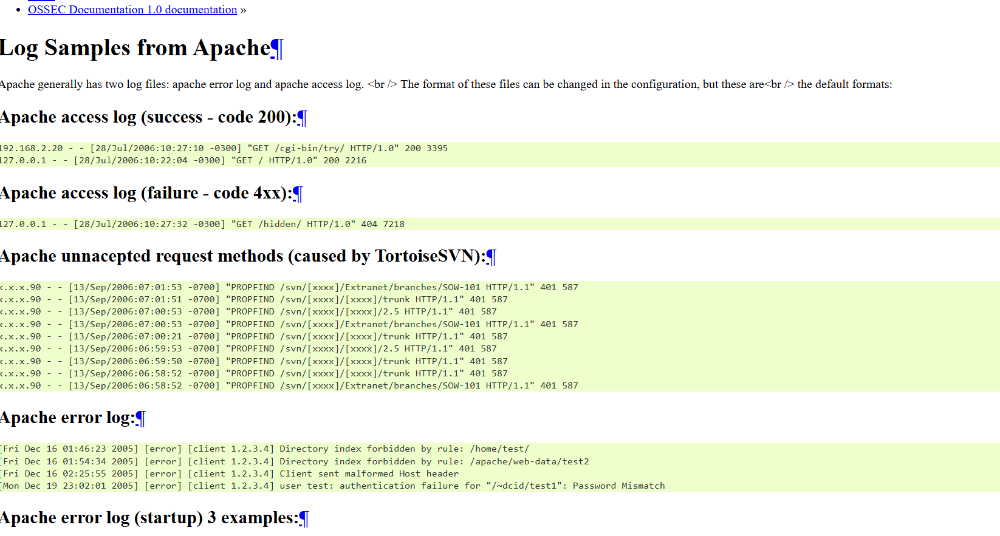 OSSEC Documentation 1.0 documentation »
Log Samples from Apache¶
Apache generally has two log files: apache error log and apache access log. <br /> The format of these files can be changed in the configuration, but these are<br /> the default formats:
Apache access log (success - code 200):¶
192.168.2.20 - - [28/Jul/2006:10:27:10 -0300] "GET /cgi-bin/try/ HTTP/1.0" 200 3395
127.0.0.1 - - [28/Jul/2006:10:22:04 -0300] "GET / HTTP/1.0" 200 2216
Apache access log (failure - code 4xx):¶
127.0.0.1 - - [28/Jul/2006:10:27:32 -0300] "GET /hidden/ HTTP/1.0" 404 7218
Apache unnacepted request methods (caused by TortoiseSVN):¶
x.x.x.90 - - [13/Sep/2006:07:01:53 -0700] "PROPFIND /svn/[xxxx]/Extranet/branches/SOW-101 HTTP/1.1" 401 587
x.x.x.90 - - [13/Sep/2006:07:01:51 -0700] "PROPFIND /svn/[xxxx]/[xxxx]/trunk HTTP/1.1" 401 587
x.x.x.90 - - [13/Sep/2006:07:00:53 -0700] "PROPFIND /svn/[xxxx]/[xxxx]/2.5 HTTP/1.1" 401 587
x.x.x.90 - - [13/Sep/2006:07:00:53 -0700] "PROPFIND /svn/[xxxx]/Extranet/branches/SOW-101 HTTP/1.1" 401 587
x.x.x.90 - - [13/Sep/2006:07:00:21 -0700] "PROPFIND /svn/[xxxx]/[xxxx]/trunk HTTP/1.1" 401 587
x.x.x.90 - - [13/Sep/2006:06:59:53 -0700] "PROPFIND /svn/[xxxx]/[xxxx]/2.5 HTTP/1.1" 401 587
x.x.x.90 - - [13/Sep/2006:06:59:50 -0700] "PROPFIND /svn/[xxxx]/[xxxx]/trunk HTTP/1.1" 401 587
x.x.x.90 - - [13/Sep/2006:06:58:52 -0700] "PROPFIND /svn/[xxxx]/[xxxx]/trunk HTTP/1.1" 401 587
x.x.x.90 - - [13/Sep/2006:06:58:52 -0700] "PROPFIND /svn/[xxxx]/Extranet/branches/SOW-101 HTTP/1.1" 401 587
Apache error log:¶
[Fri Dec 16 01:46:23 2005] [error] [client 1.2.3.4] Directory index forbidden by rule: /home/test/
[Fri Dec 16 01:54:34 2005] [error] [client 1.2.3.4] Directory index forbidden by rule: /apache/web-data/test2
[Fri Dec 16 02:25:55 2005] [error] [client 1.2.3.4] Client sent malformed Host header
[Mon Dec 19 23:02:01 2005] [error] [client 1.2.3.4] user test: authentication failure for "/~dcid/test1": Password Mismatch
Apache error log (startup) 3 examples:¶